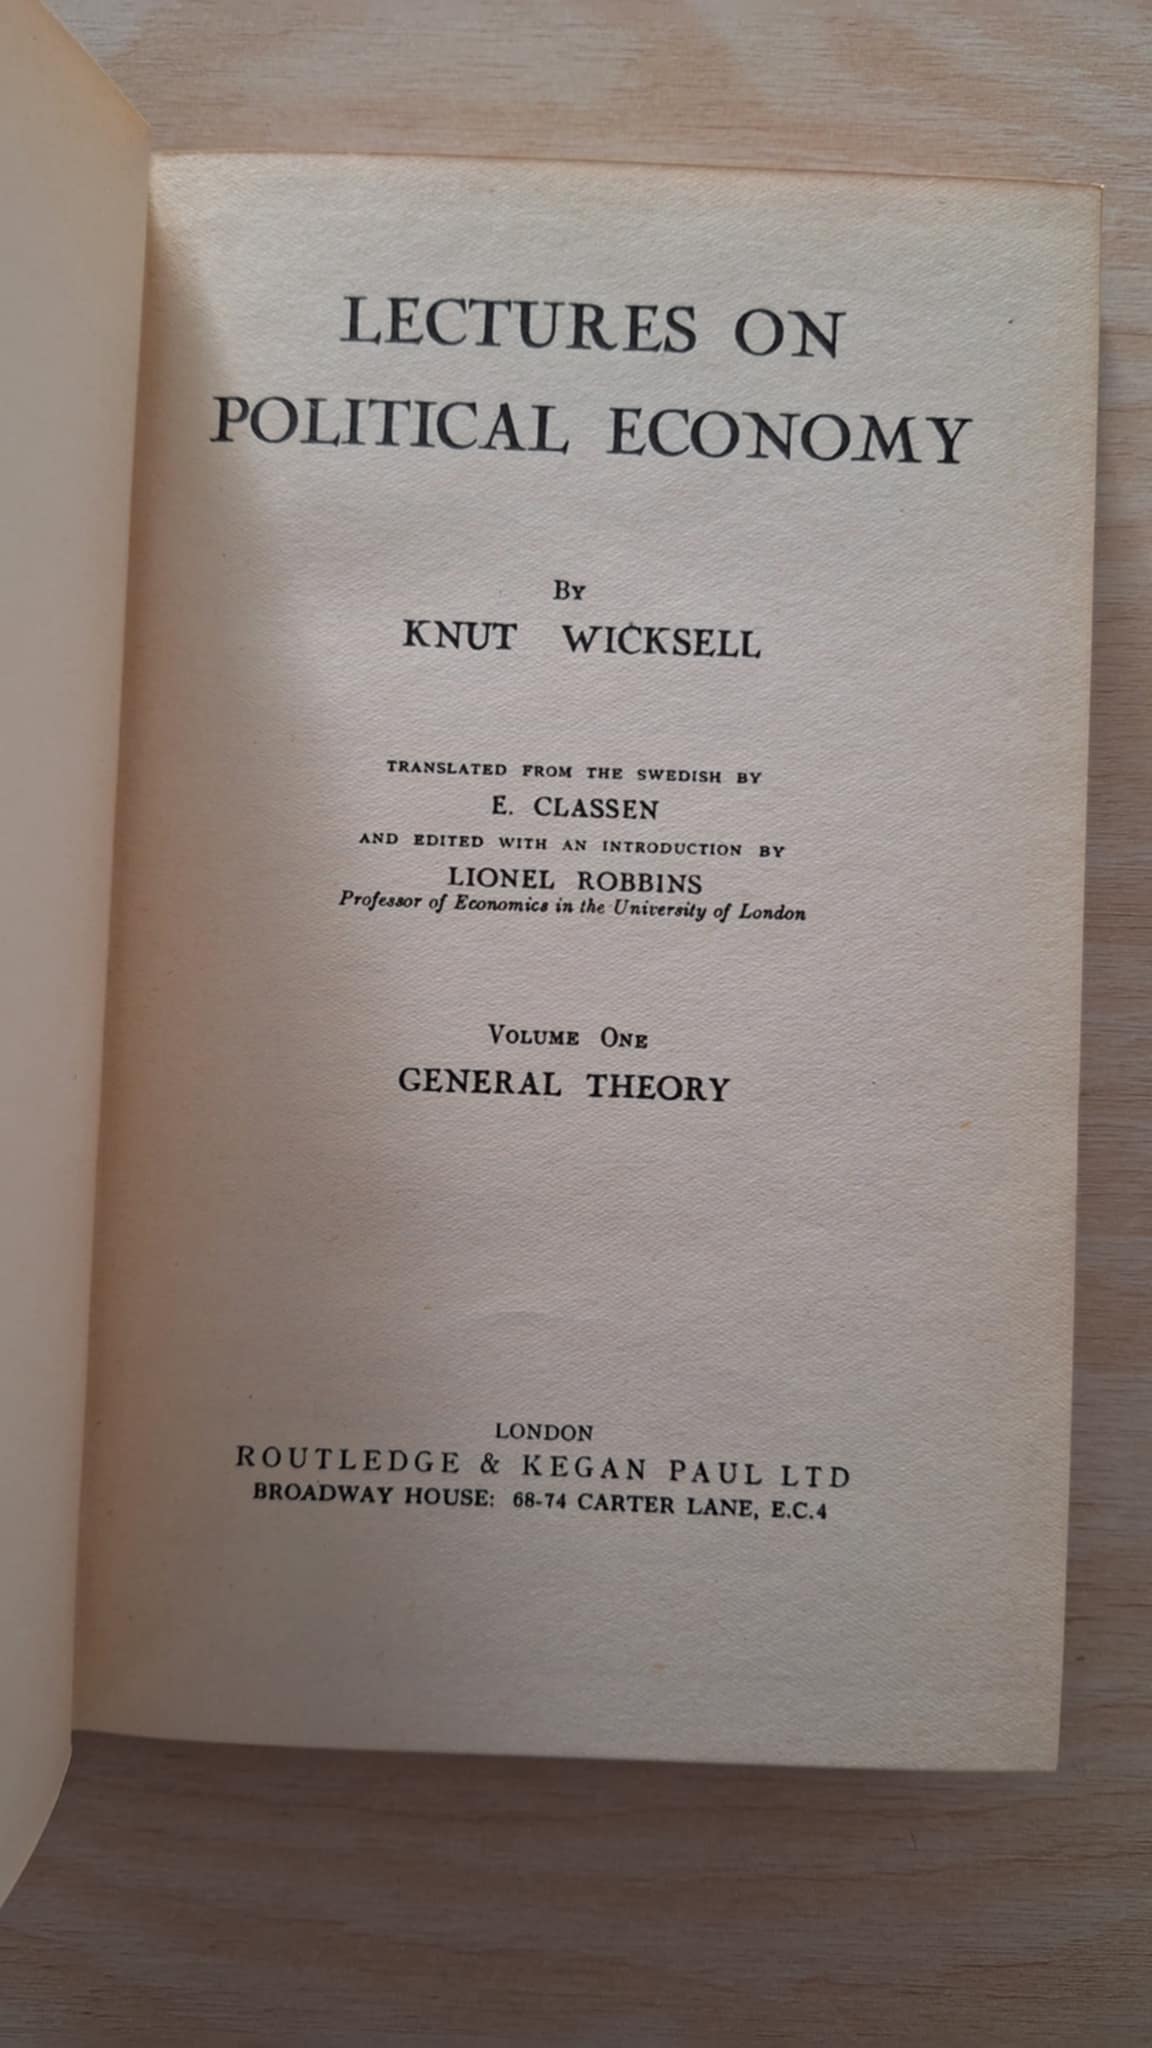 LECTURES ON
POLITICAL ECONOMY
By
KNUT WICKSELL
TRANSLATED FROM THE SWEDISH BY
E. CLASSEN
AND EDITED WITH AN INTRODUCTION BY
LIONEL ROBBINS
Professor of Economics in the University of London
VOLUME ONE
GENERAL THEORY
LONDON
ROUTLEDGE & KEGAN PAUL LTD
BROADWAY HOUSE: 68-74 CARTER LANE, E.C.4